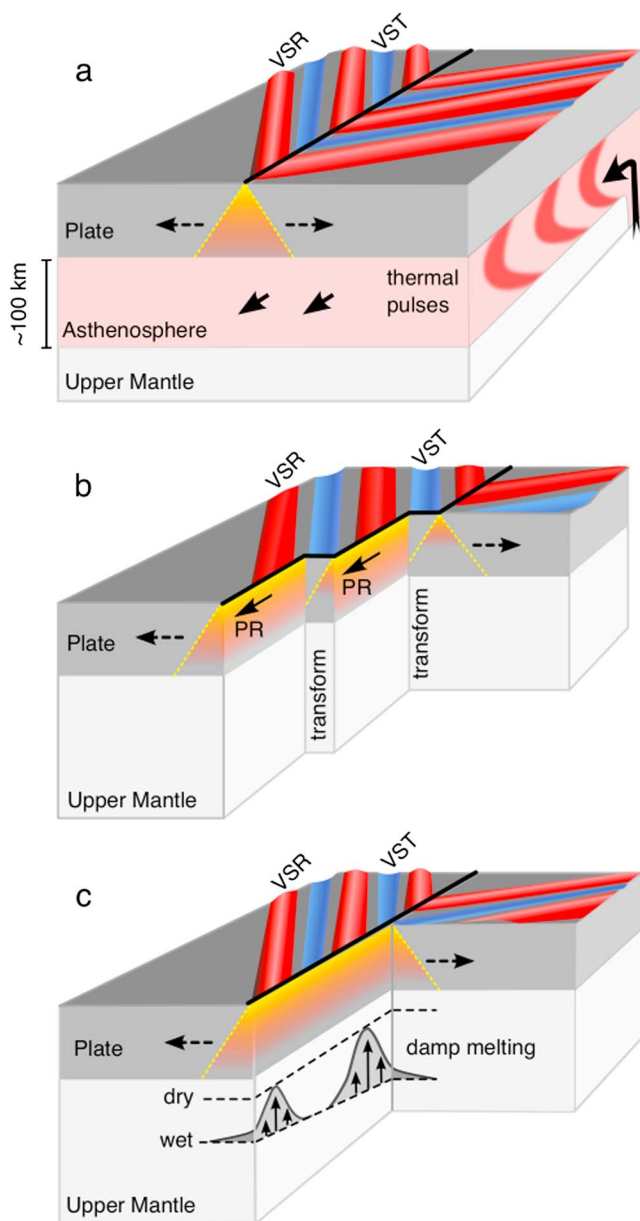 a
VSR
VST
Plate
~100 km
thermal
pulses
Asthenosphere
Upper Mantle
b
VSR
VST
PR
PR
Plate
transform
transform
Upper Mantle
c
VSR
VST
Plate
damp melting
dry
wet
Upper Mantle